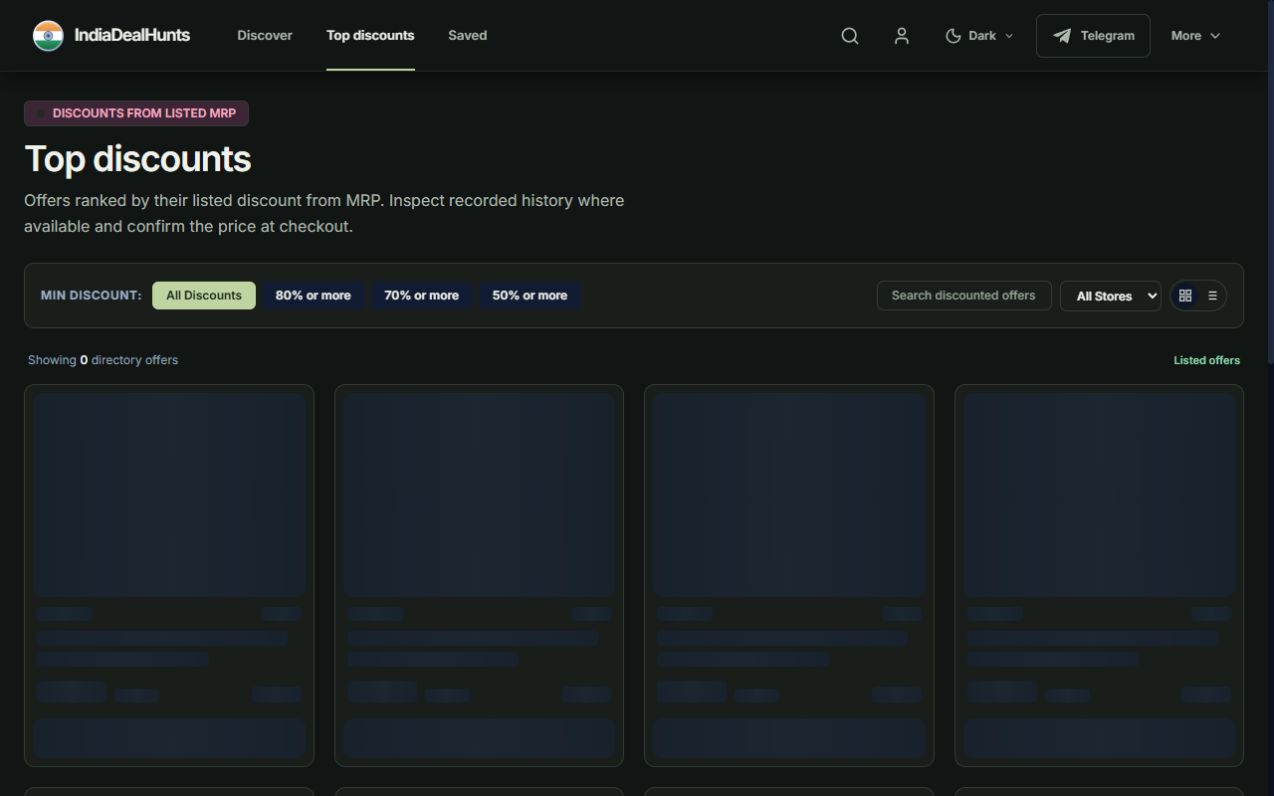 IndiaDealHunts Discover Top discounts Saved Dark Telegram More
DISCOUNTS FROM LISTED MRP
Top discounts
Offers ranked by their listed discount from MRP. Inspect recorded history where
available and confirm the price at checkout.
MIN DISCOUNT: All Discounts 80% or more 70% or more 50% or more Search discounted offers All Stores
Showing 0 directory offers Listed offers